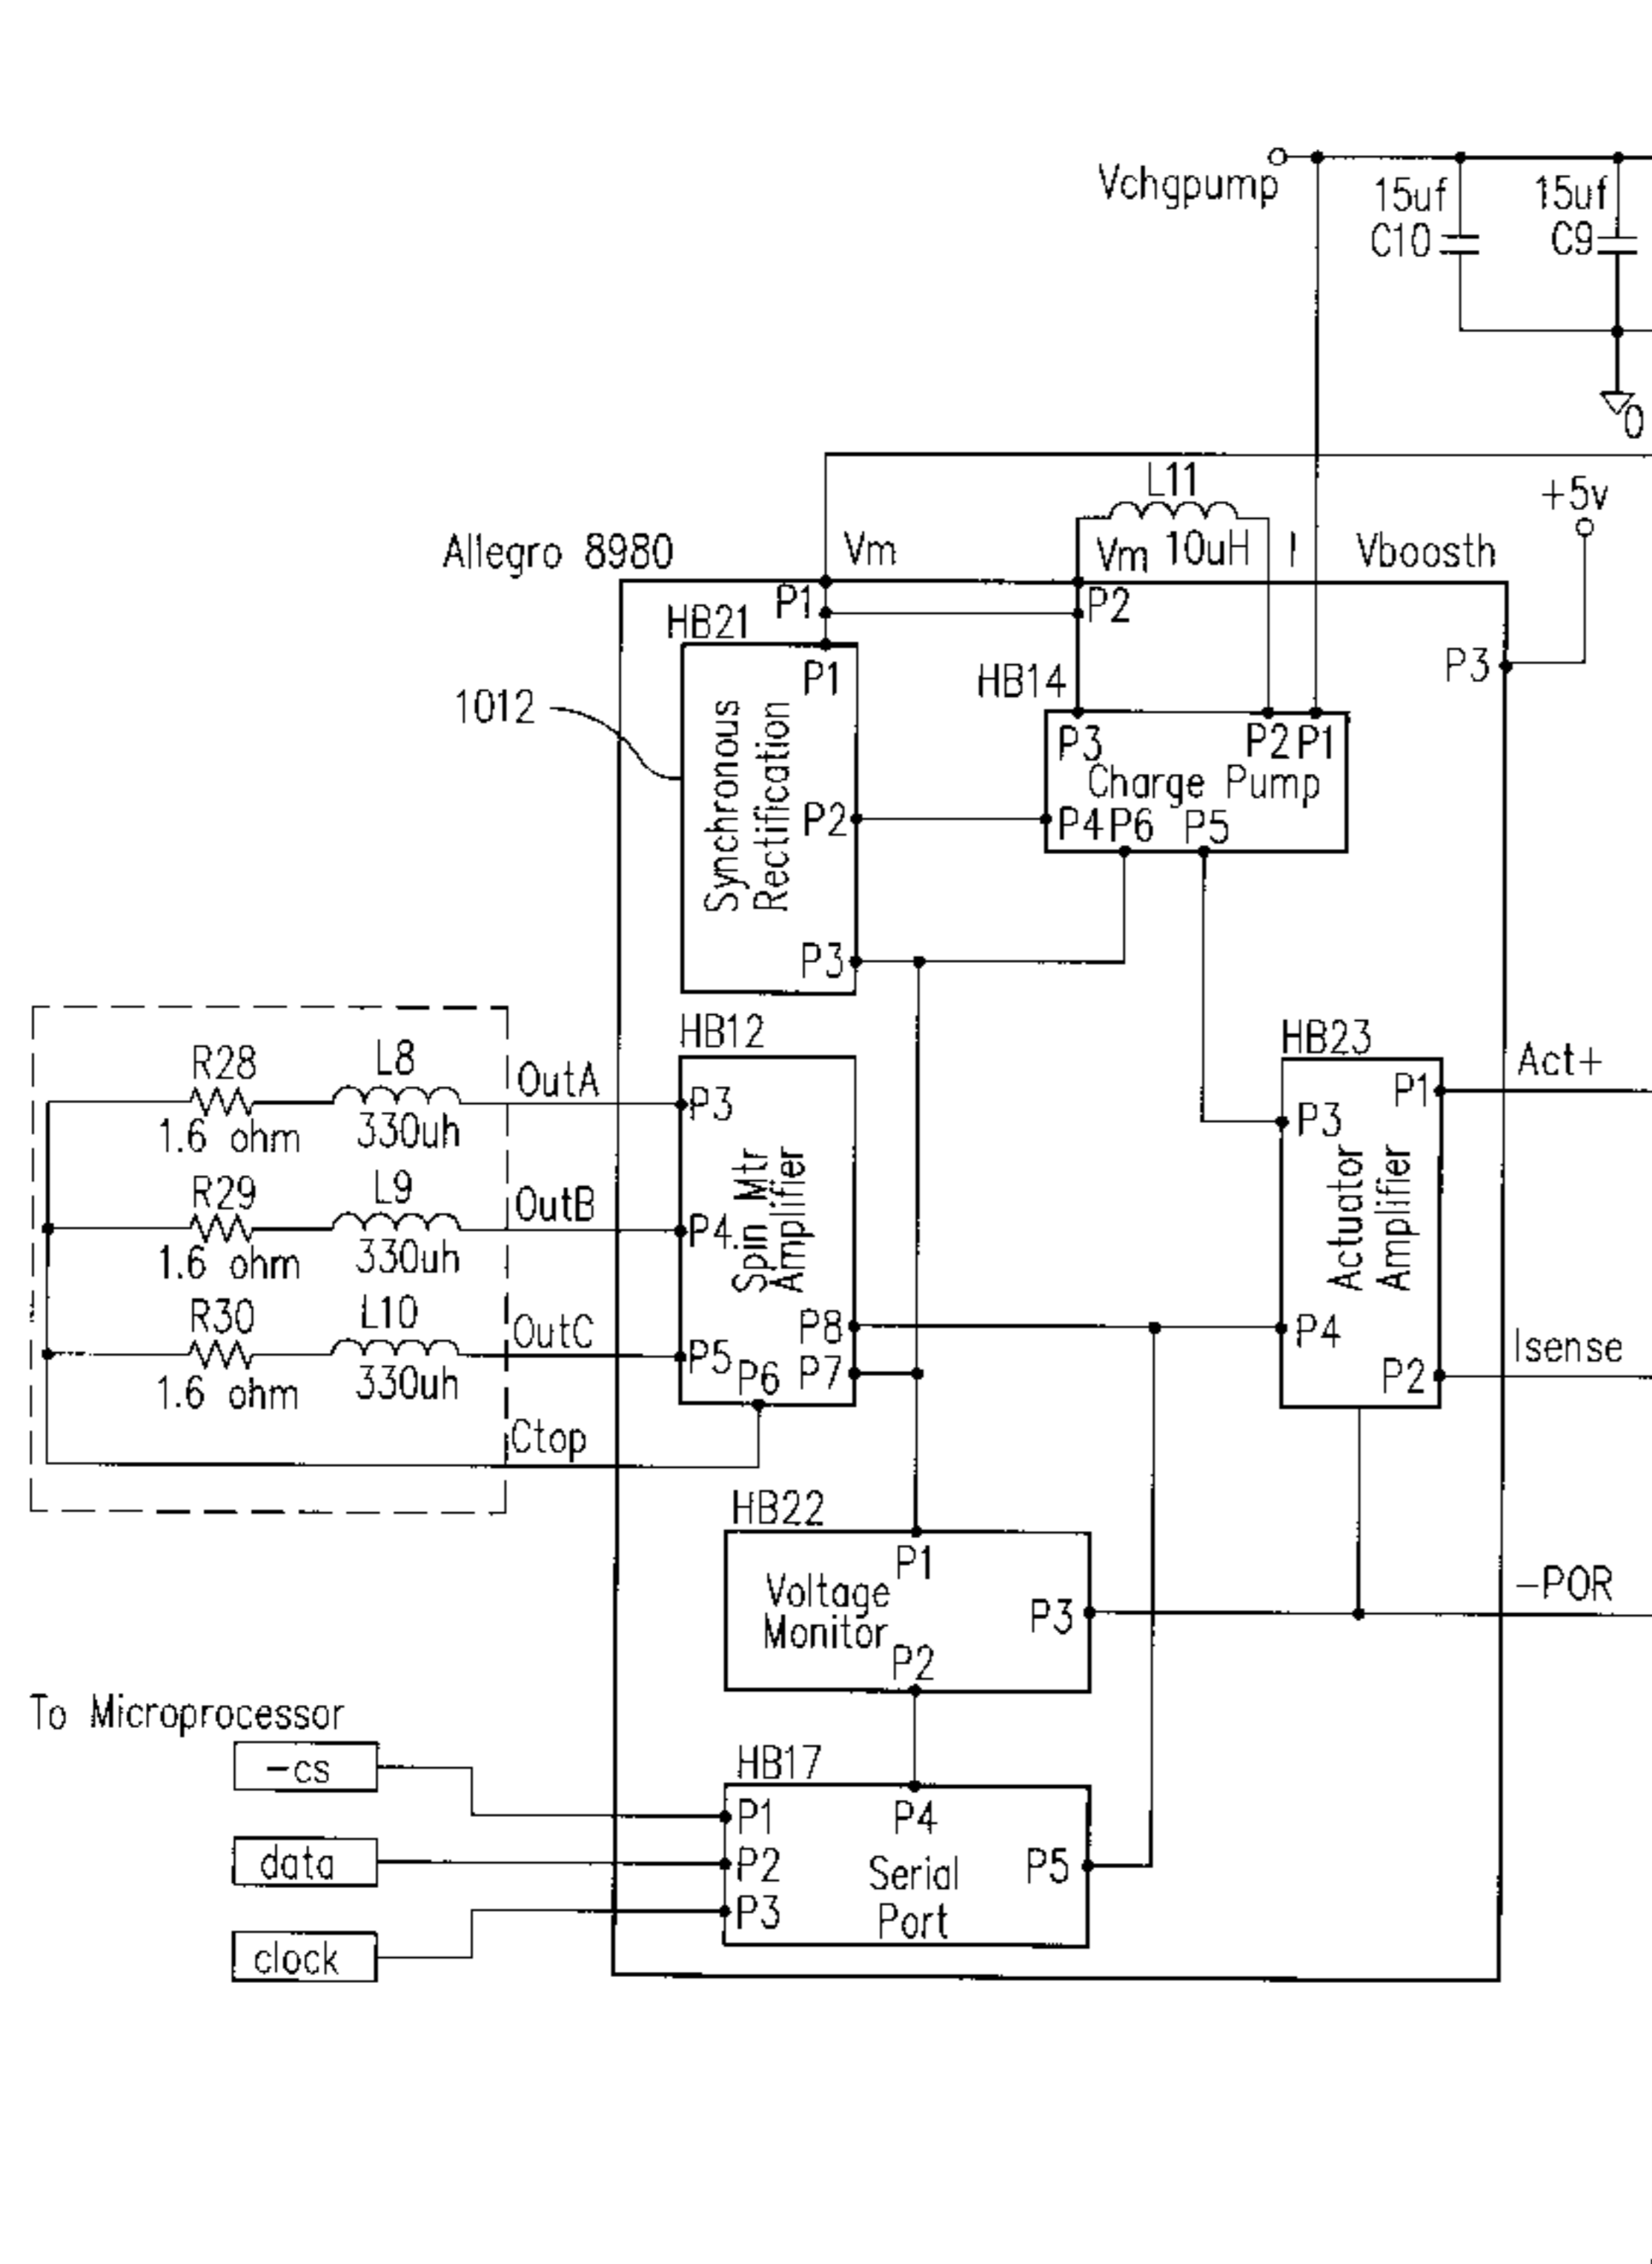 Vchgpump
15uf
C10
15uf
C9
0
L11
+5v
Allegro 8980
Vm
Vm
10uH
Vboosth
P1
P2
HB21
P3
P1
HB14
1012
P3
P2
P1
Charge Pump
Synchronous
Rectification
P2
P4
P6
P5
P3
HB12
HB23
R28
L8
OutA
Act+
P1
P3
P3
1.6 ohm
330uh
Spin Mtr
Amplifier
Actuator
Amplifier
R29
L9
OutB
P4
1.6 ohm
330uh
R30
L10
OutC
P8
P4
P5
P6
P7
P2
Isense
1.6 ohm
330uh
Ctop
HB22
P1
Voltage
Monitor
P3
-POR
P2
To Microprocessor
-cs
HB17
P1
P4
data
P2
Serial
Port
P5
P3
clock